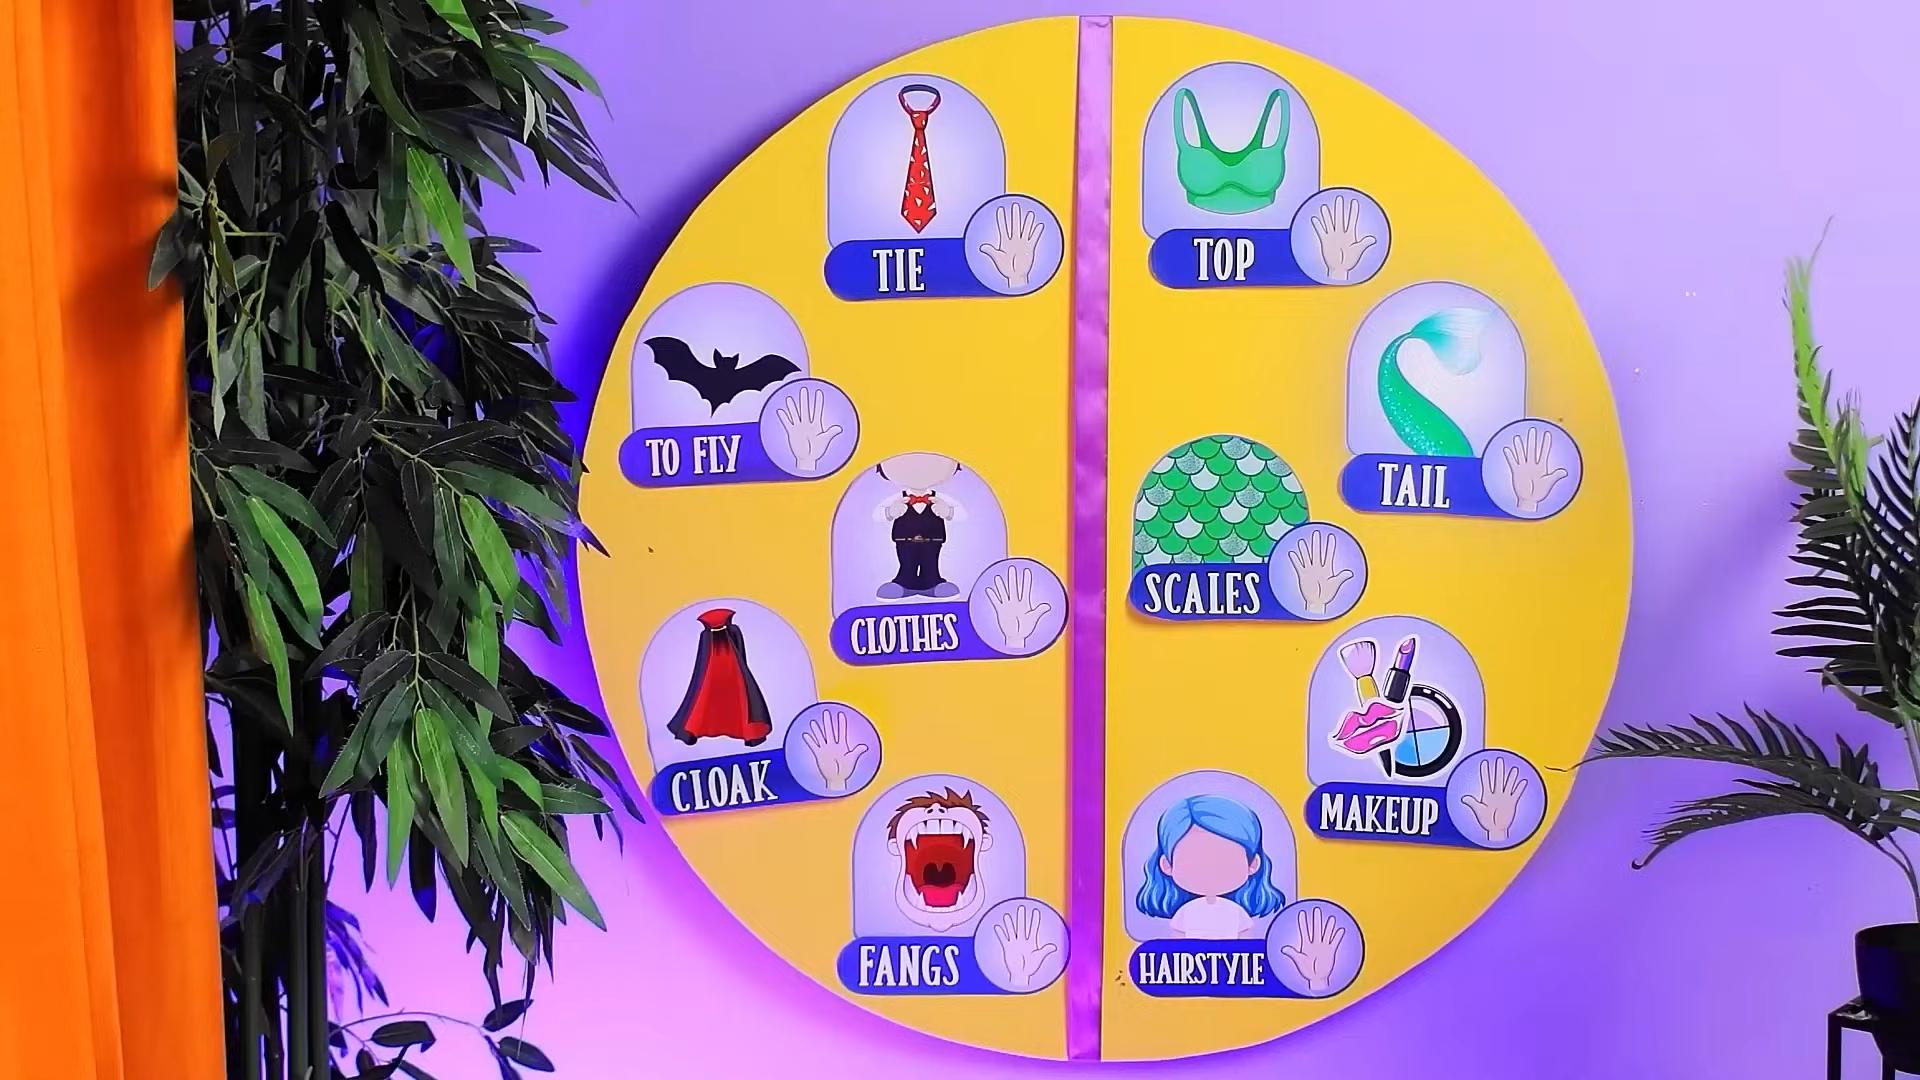 TIE
TO FLY
CLOTHES
CLOAK
FANGS
TOP
TAIL
SCALES
MAKEUP
HAIRSTYLE